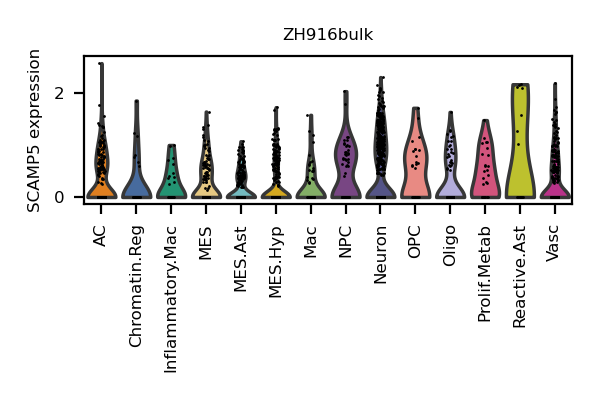 ZH916bulk
SCAMP5 expression
2
0
AC
Chromatin.Reg
Inflammatory.Mac
MES
MES.Ast
MES.Hyp
Mac
NPC
Neuron
OPC
Oligo
Prolif.Metab
Reactive.Ast
Vasc